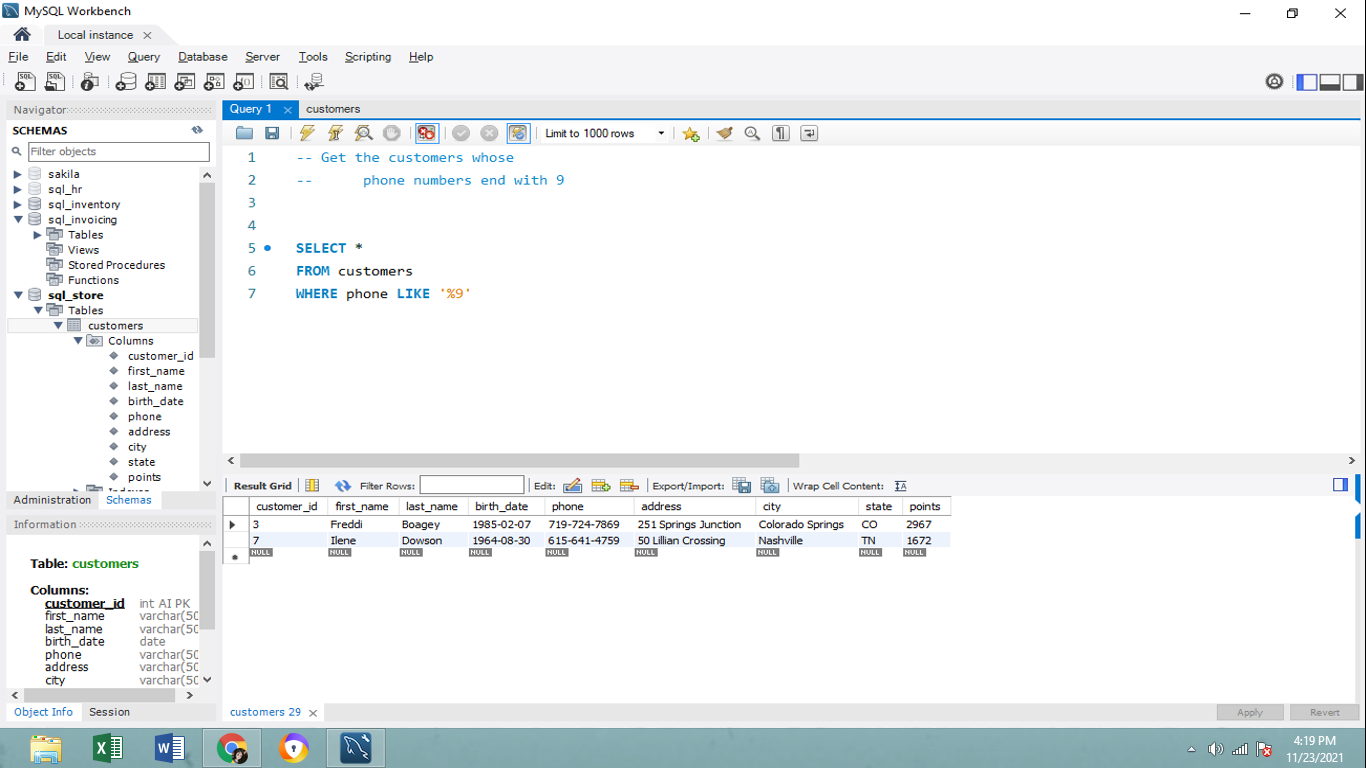 MySQL Workbench
Local instance
File Edit View Query Database Server Tools Scripting Help
Navigator
SCHEMAS
Filter objects
sakila
sql_hr
sql_inventory
sql_invoicing
Tables
Views
Stored Procedures
Functions
sql_store
Tables
customers
Columns
customer_id
first_name
last_name
birth_date
phone
address
city
state
points
Administration Schemas
Information
Table: customers
Columns:
customer_id int AI PK
first_name varchar(50
last_name varchar(50
birth_date date
phone varchar(50
address varchar(50
city varchar(50
Object Info Session
Query 1 customers
Limit to 1000 rows
1 -- Get the customers whose
2 -- phone numbers end with 9
3
4
5 SELECT *
6 FROM customers
7 WHERE phone LIKE '%9'
Result Grid Filter Rows: Edit: Export/Import: Wrap Cell Content:
customer_id first_name last_name birth_date phone address city state points
3 Freddi Boagey 1985-02-07 719-724-7869 251 Springs Junction Colorado Springs CO 2967
7 Ilene Dowson 1964-08-30 615-641-4759 50 Lillian Crossing Nashville TN 1672
NULL NULL NULL NULL NULL NULL NULL NULL NULL
customers 29
Apply Revert
4:19 PM
11/23/2021